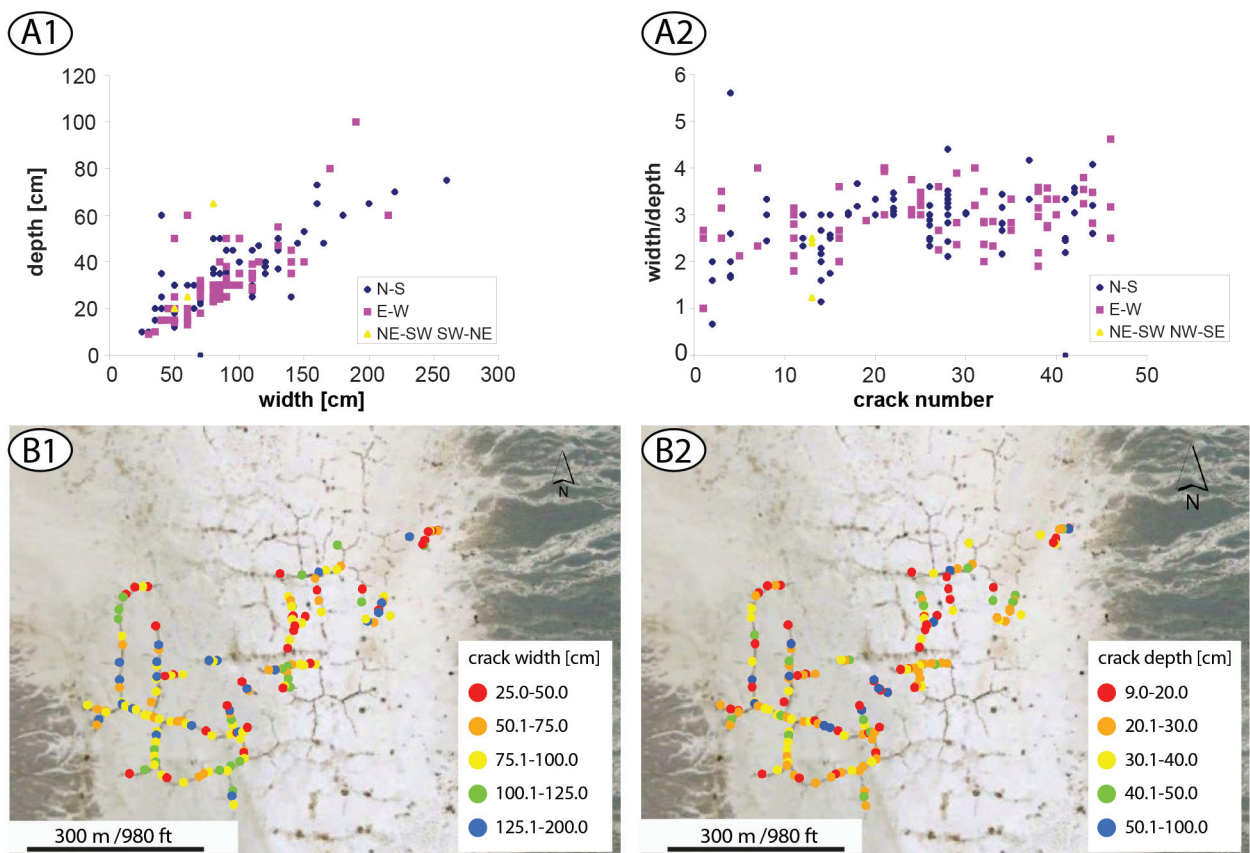 A1
A2
120
100
80
60
40
20
0
depth [cm]
0 50 100 150 200 250 300
width [cm]
N-S
E-W
NE-SW SW-NE
6
5
4
3
2
1
0
width/depth
0 10 20 30 40 50
crack number
N-S
E-W
NE-SW NW-SE
B1
N
crack width [cm]
25.0-50.0
50.1-75.0
75.1-100.0
100.1-125.0
125.1-200.0
300 m /980 ft
B2
N
crack depth [cm]
9.0-20.0
20.1-30.0
30.1-40.0
40.1-50.0
50.1-100.0
300 m /980 ft